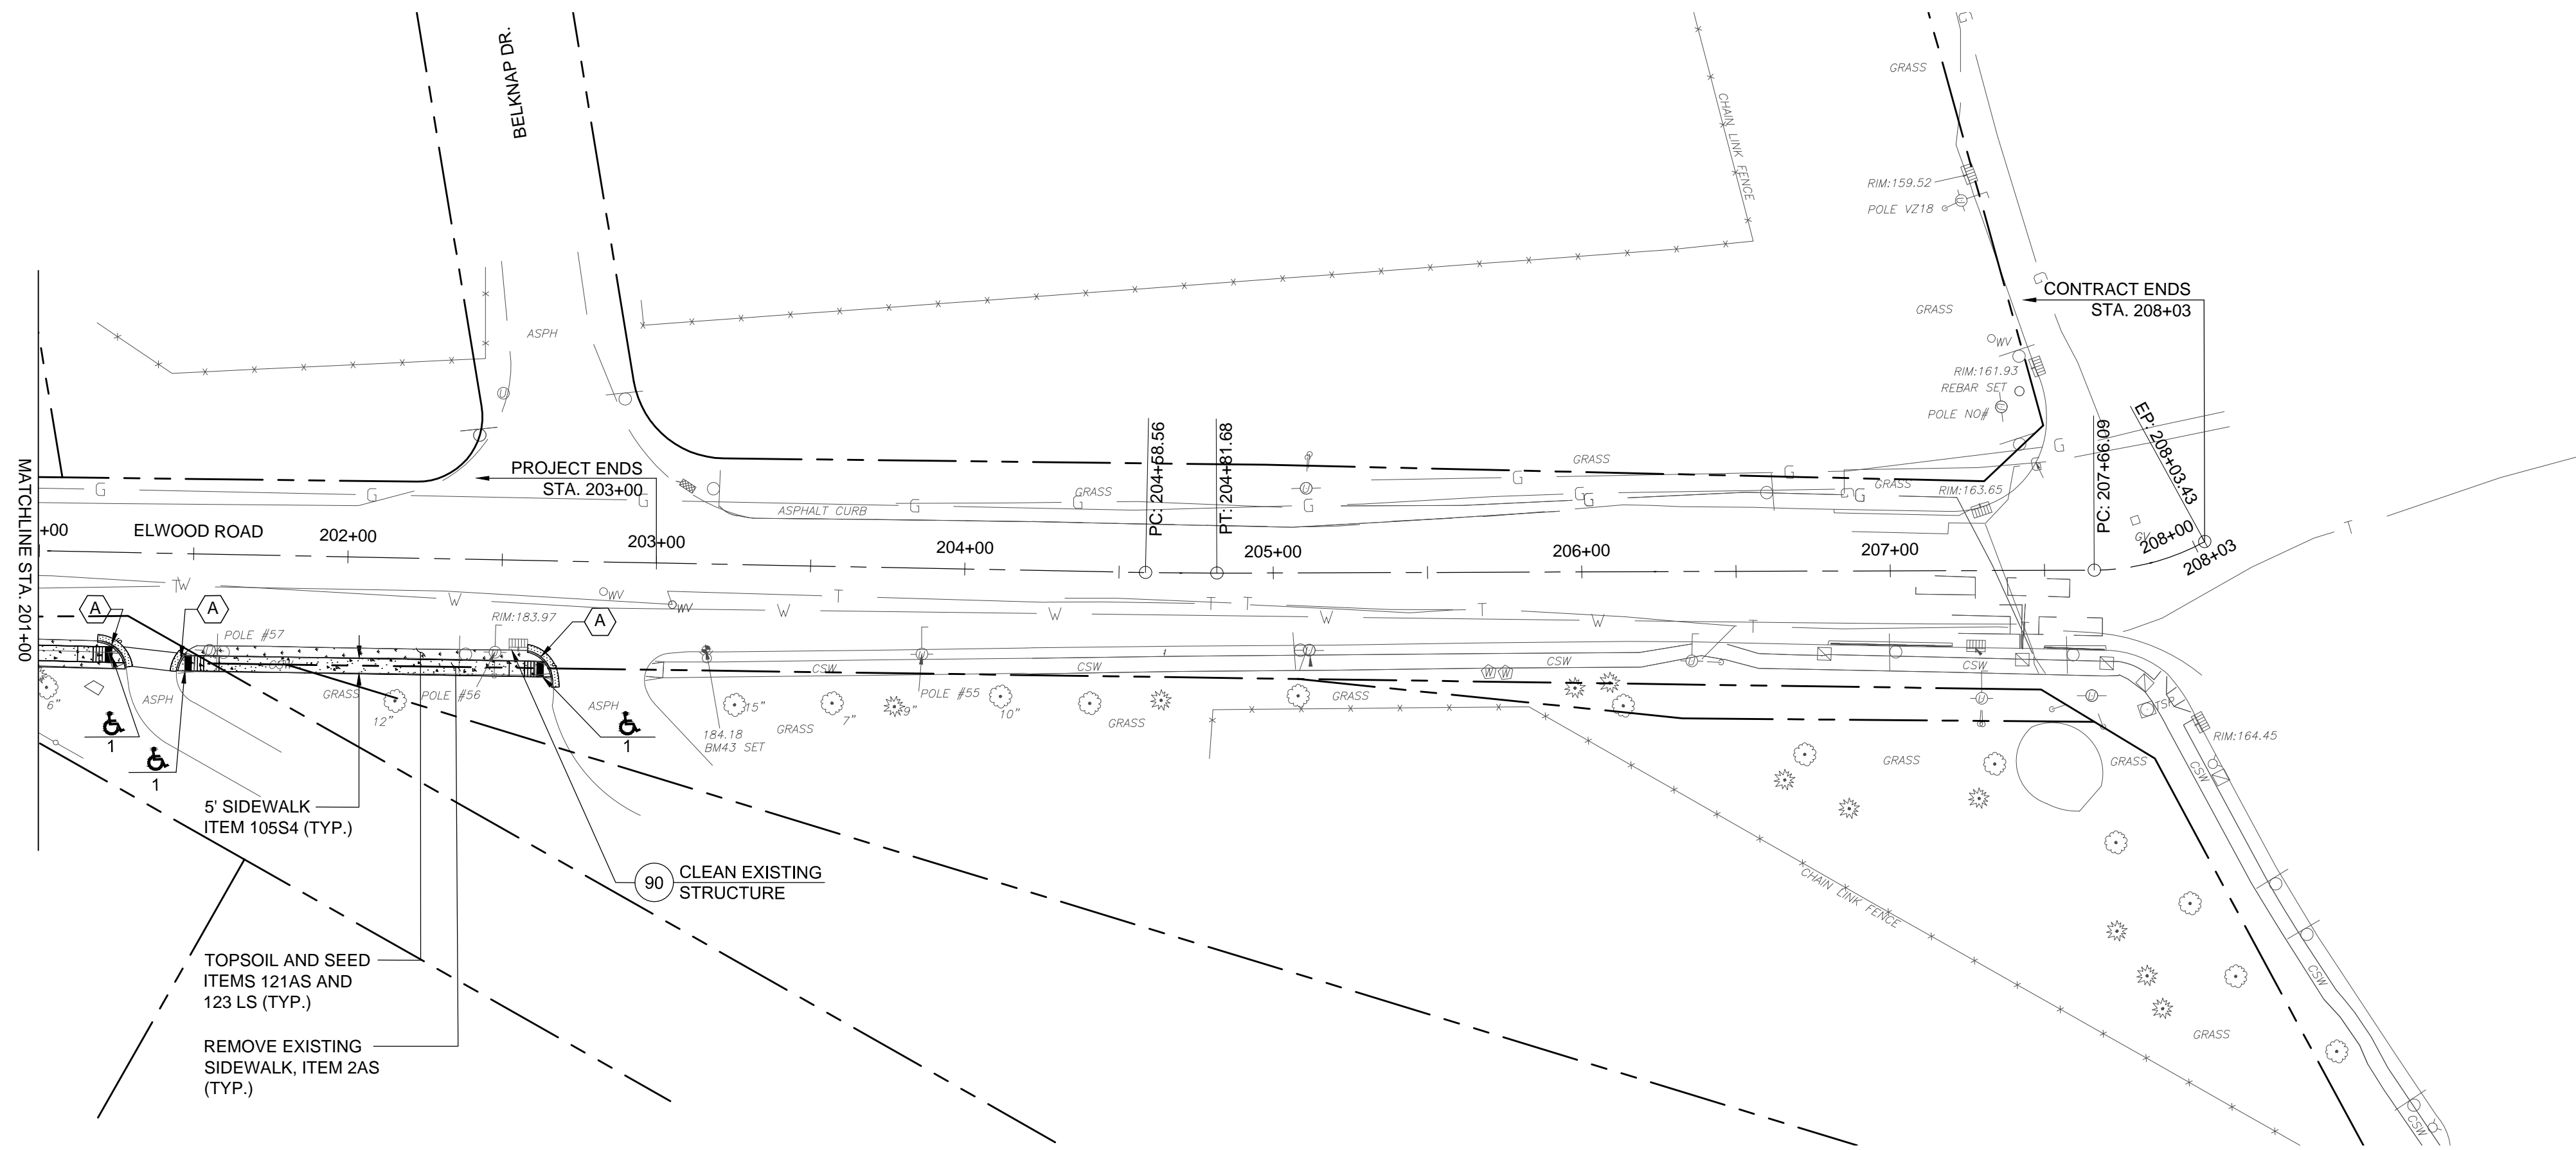 BELKNAP DR.
GRASS
CHAIN LINK FENCE
RIM:159.52
POLE VZ18
G
CONTRACT ENDS
STA. 208+03
GRASS
WV
RIM:161.93
REBAR SET
POLE NO#
ASPH
EP: 208+03.43
PC: 204+58.56
PT: 204+81.68
PC: 207+66.09
MATCHLINE STA. 201+00
PROJECT ENDS
STA. 203+00
GRASS
GRASS
GRASS
RIM:163.65
G G G G G G G G G G
ASPHALT CURB
+00
ELWOOD ROAD
202+00
203+00
204+00
205+00
206+00
207+00
208+00
208+03
GV
T
T W W W T W T T W T W T
WV
WV
A
A
A
RIM:183.97
POLE #57
CSW
CSW
CSW
CSW
CSW
W W
6"
ASPH
GRASS
12"
POLE #56
ASPH
15"
GRASS
7"
9"
POLE #55
10"
GRASS
GRASS
184.18
BM43 SET
TSP
RIM:164.45
GRASS
GRASS
CSW
1
1
1
5' SIDEWALK
ITEM 105S4 (TYP.)
90
CLEAN EXISTING
STRUCTURE
CHAIN LINK FENCE
TOPSOIL AND SEED
ITEMS 121AS AND
123 LS (TYP.)
REMOVE EXISTING
SIDEWALK, ITEM 2AS
(TYP.)
CSW
GRASS
CSW